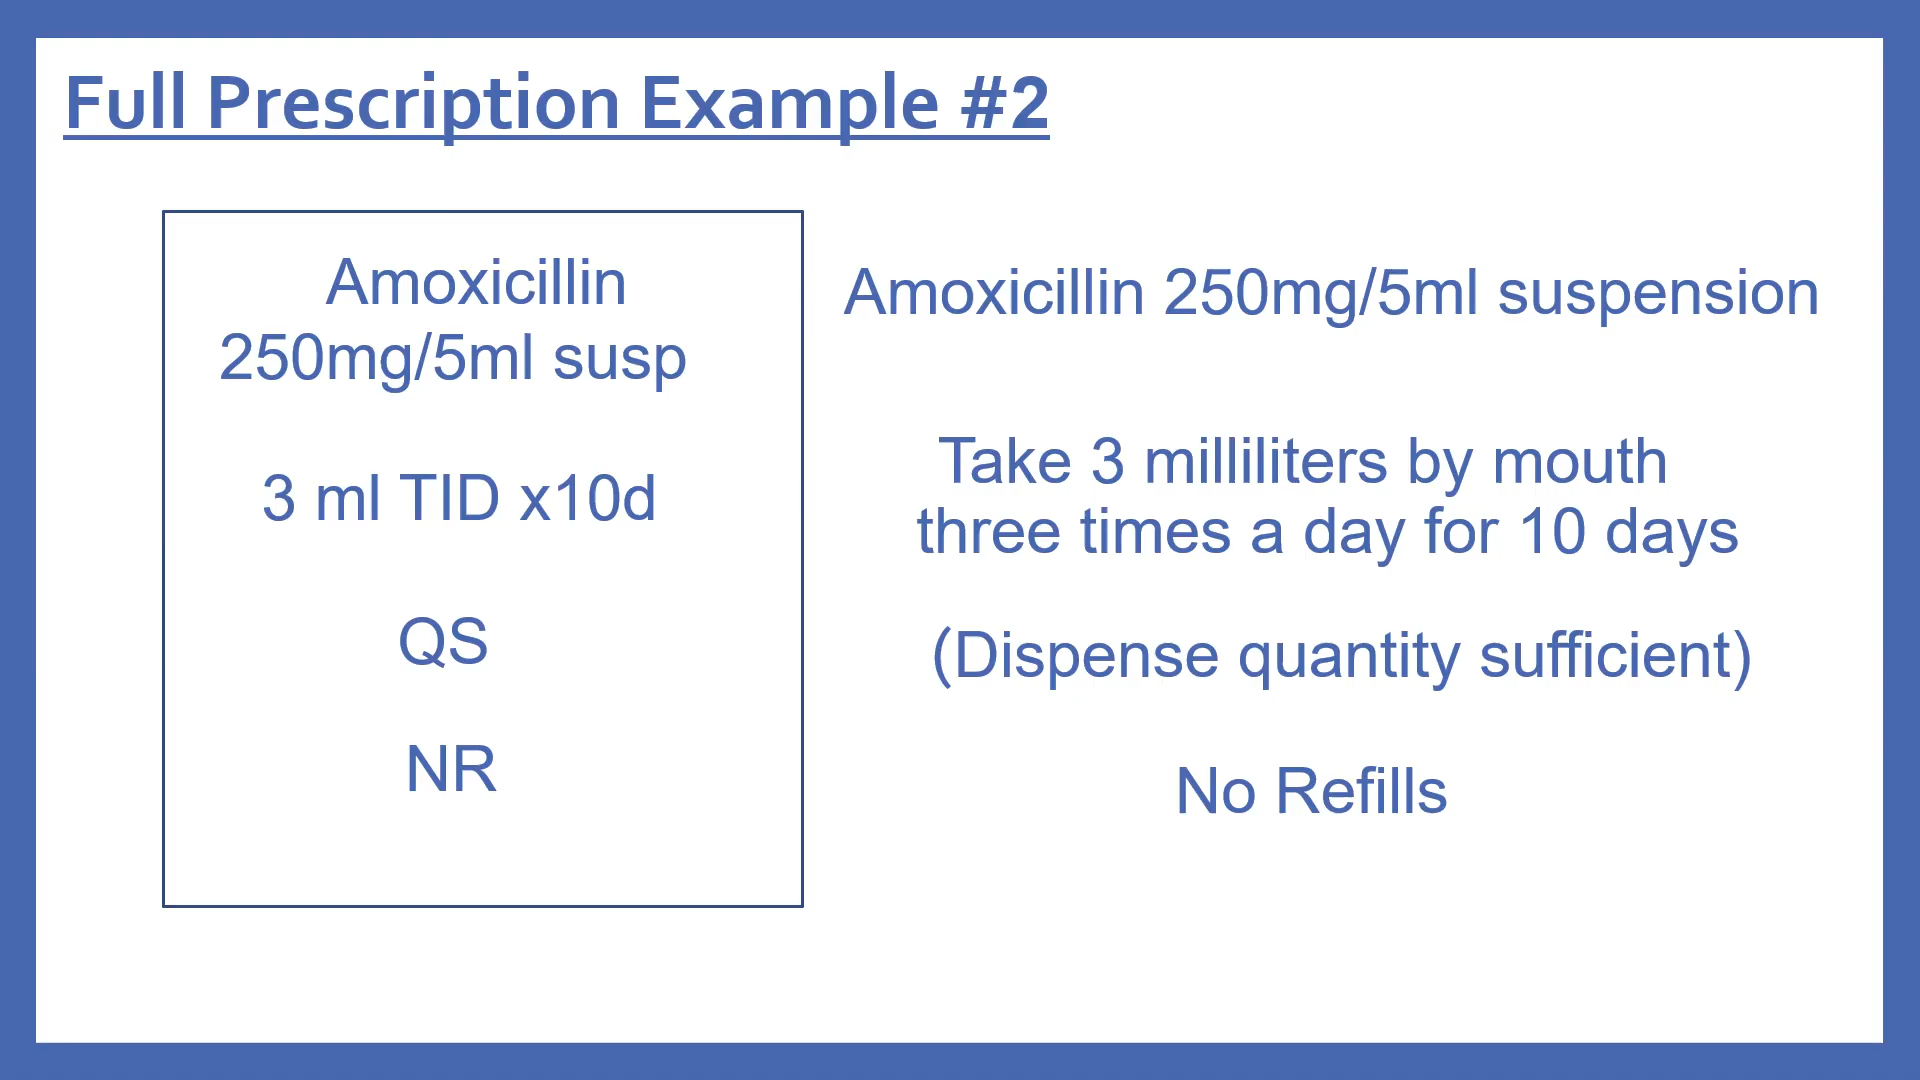 Full Prescription Example #2
Amoxicillin
250mg/5ml susp
3 ml TID x10d
QS
NR
Amoxicillin 250mg/5ml suspension
Take 3 milliliters by mouth
three times a day for 10 days
(Dispense quantity sufficient)
No Refills